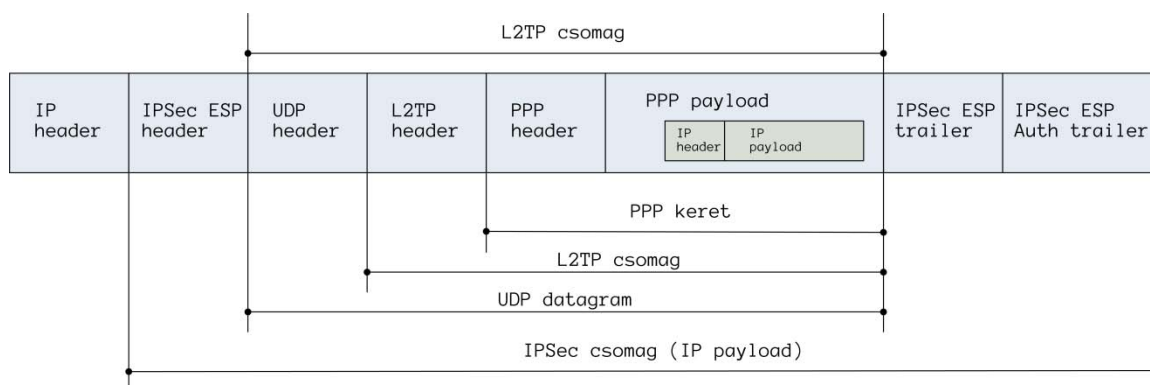 L2TP csomag
IP
header
IPSec ESP
header
UDP
header
L2TP
header
PPP
header
PPP payload
IP
header
IP
payload
IPSec ESP
trailer
IPSec ESP
Auth trailer
PPP keret
L2TP csomag
UDP datagram
IPSec csomag (IP payload)